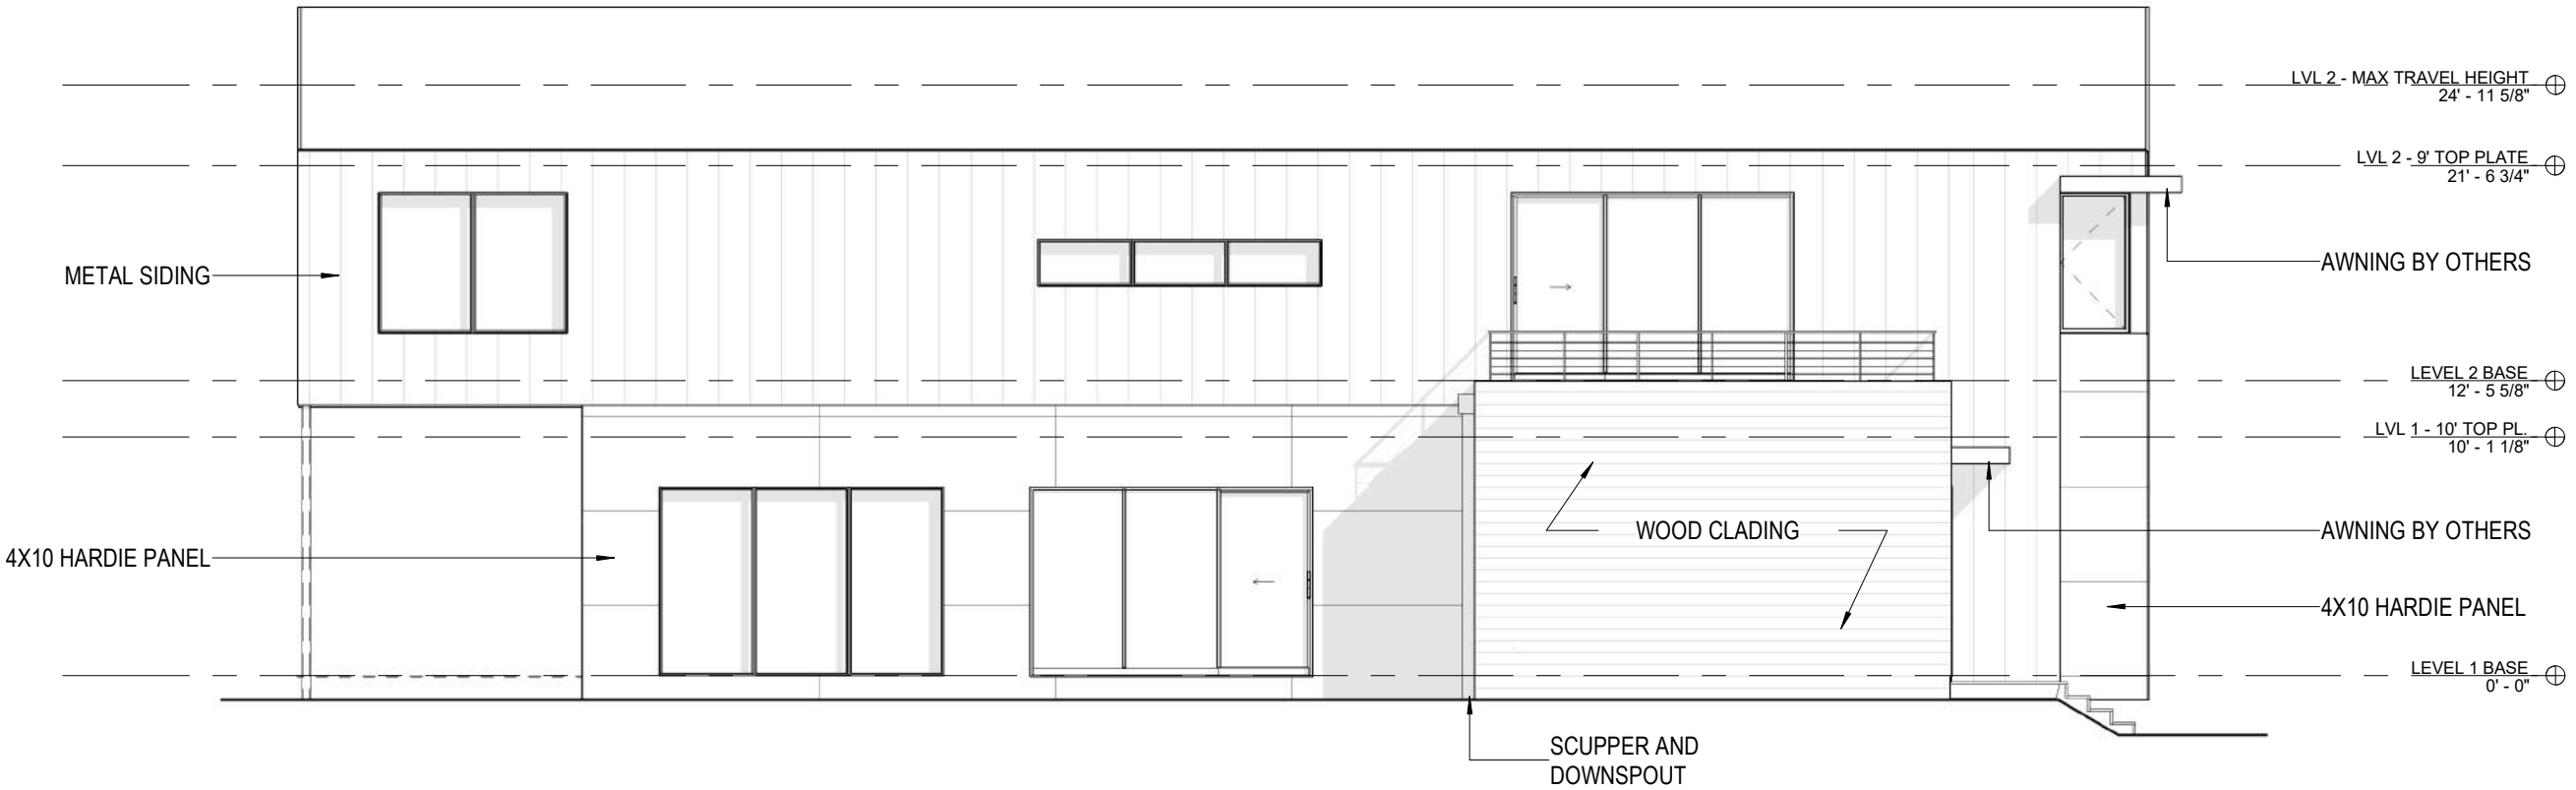 LVL 2 - MAX TRAVEL HEIGHT
24' - 11 5/8"
LVL 2 - 9' TOP PLATE
21' - 6 3/4"
METAL SIDING
AWNING BY OTHERS
LEVEL 2 BASE
12' - 5 5/8"
LVL 1 - 10' TOP PL.
10' - 1 1/8"
4X10 HARDIE PANEL
WOOD CLADING
AWNING BY OTHERS
4X10 HARDIE PANEL
LEVEL 1 BASE
0' - 0"
SCUPPER AND
DOWNSPOUT